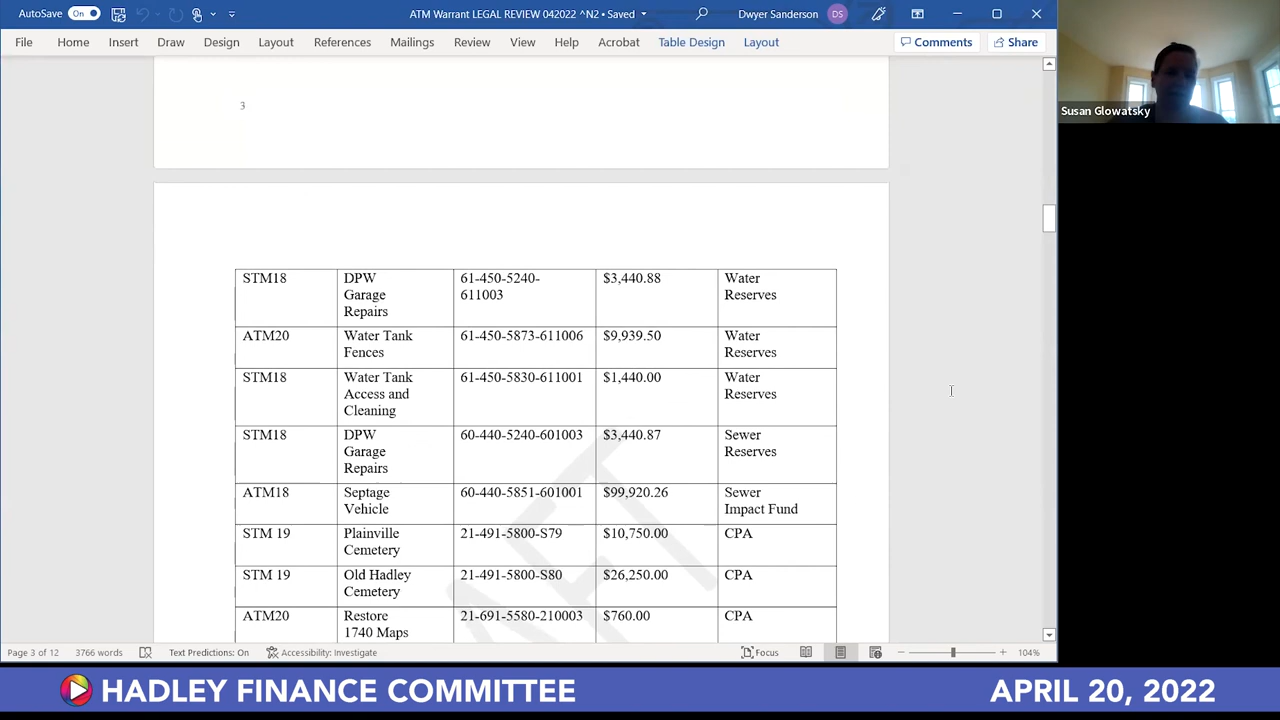 AutoSave On ATM Warrant LEGAL REVIEW 042022 ^N2 • Saved Dwyer Sanderson DS
File Home Insert Draw Design Layout References Mailings Review View Help Acrobat Table Design Layout Comments Share
Susan Glowatsky
3
STM18 DPW 61-450-5240- $3,440.88 Water
Garage 611003 Reserves
Repairs
ATM20 Water Tank 61-450-5873-611006 $9,939.50 Water
Fences Reserves
STM18 Water Tank 61-450-5830-611001 $1,440.00 Water
Access and Reserves
Cleaning
STM18 DPW 60-440-5240-601003 $3,440.87 Sewer
Garage Reserves
Repairs
ATM18 Septage 60-440-5851-601001 $99,920.26 Sewer
Vehicle Impact Fund
STM 19 Plainville 21-491-5800-S79 $10,750.00 CPA
Cemetery
STM 19 Old Hadley 21-491-5800-S80 $26,250.00 CPA
Cemetery
ATM20 Restore 21-691-5580-210003 $760.00 CPA
1740 Maps
Page 3 of 12 3766 words Text Predictions: On Accessibility: Investigate Focus 104%
HADLEY FINANCE COMMITTEE APRIL 20, 2022